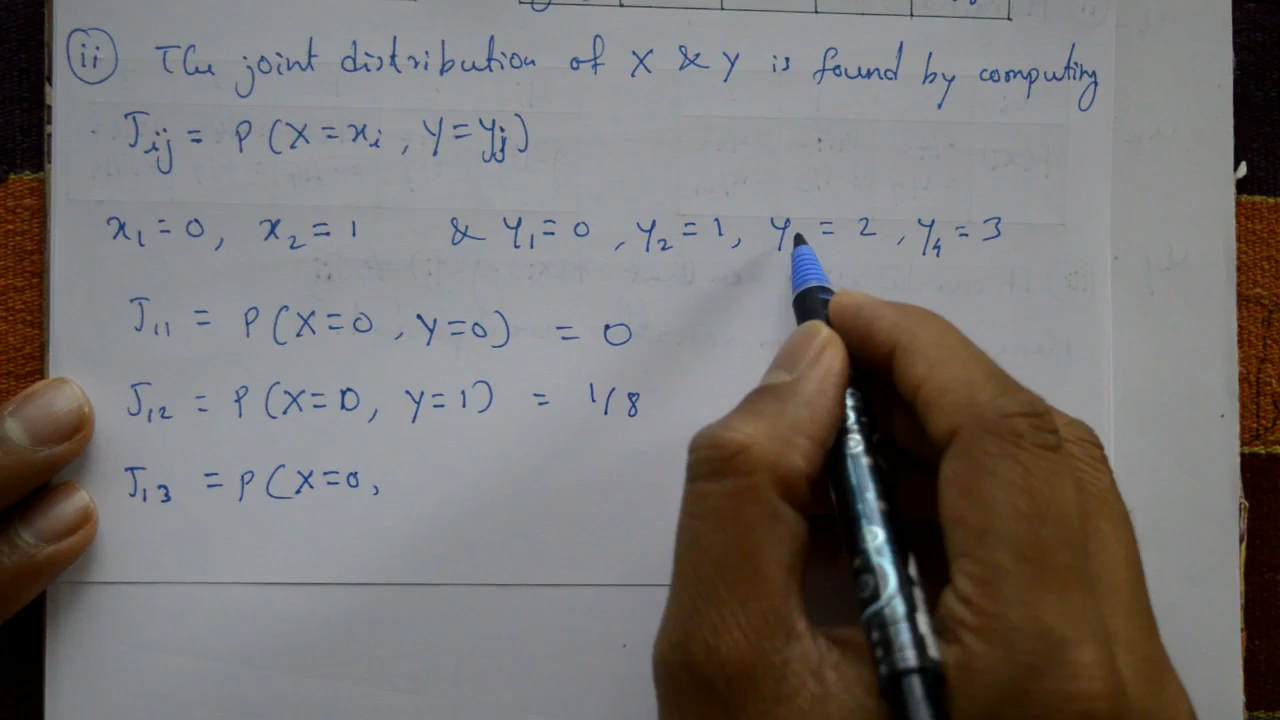 ii The joint distribution of X & Y is found by computing
Jij = P(X=xi, Y=yj)
x1=0, x2=1 & Y1=0, Y2=1, Y = 2, Y4=3
J11 = P(X=0, Y=0) = 0
J12 = P(X=0, Y=1) = 1/8
J13 = P(X=0,